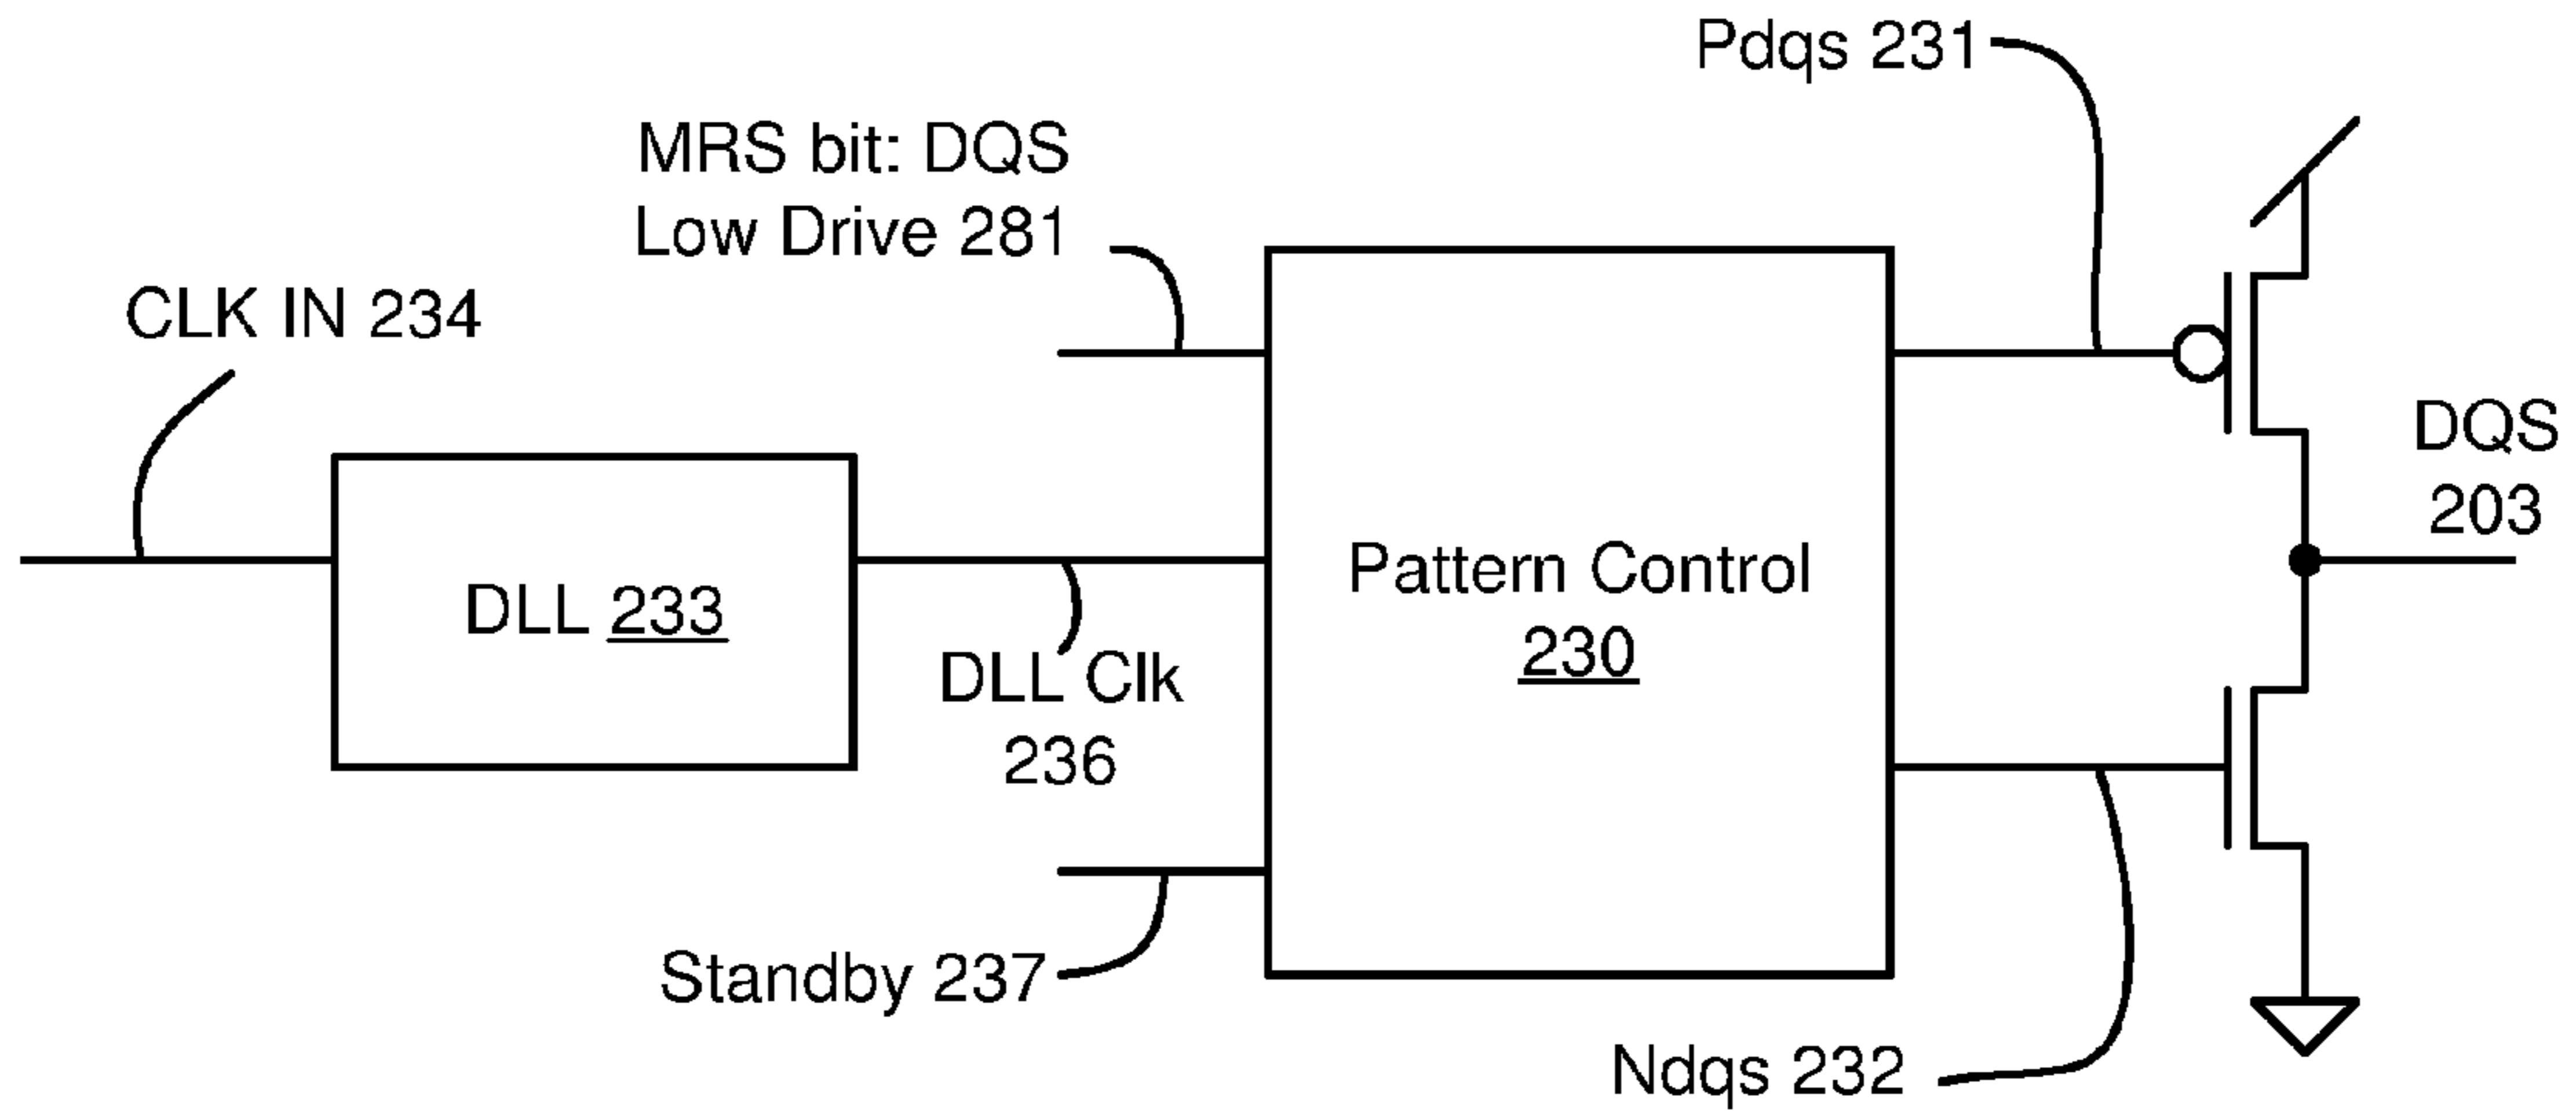 Pdqs 231
MRS bit: DQS
Low Drive 281
CLK IN 234
DQS
203
Pattern Control
230
DLL 233
DLL Clk
236
Standby 237
Ndqs 232